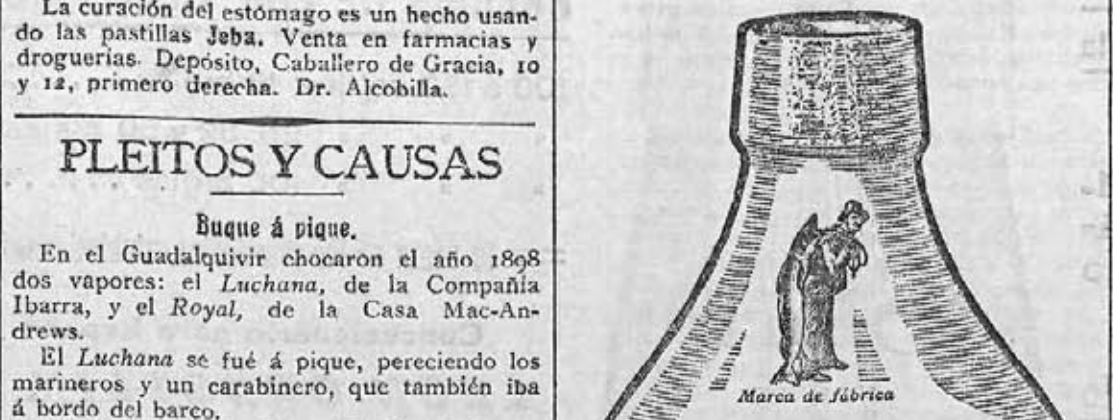 La curación del estómago es un hecho usan-
do las pastillas Jeba. Venta en farmacias y
droguerías. Depósito, Caballero de Gracia, 10
y 12, primero derecha. Dr. Alcobilla.
PLEITOS Y CAUSAS
Buque á pique.
En el Guadalquivir chocaron el año 1898
dos vapores: el Luchana, de la Compañía
Ibarra, y el Royal, de la Casa Mac-An-
drews.
El Luchana se fué á pique, pereciendo los
marineros y un carabinero, que también iba
á bordo del barco.
Marca de fábrica